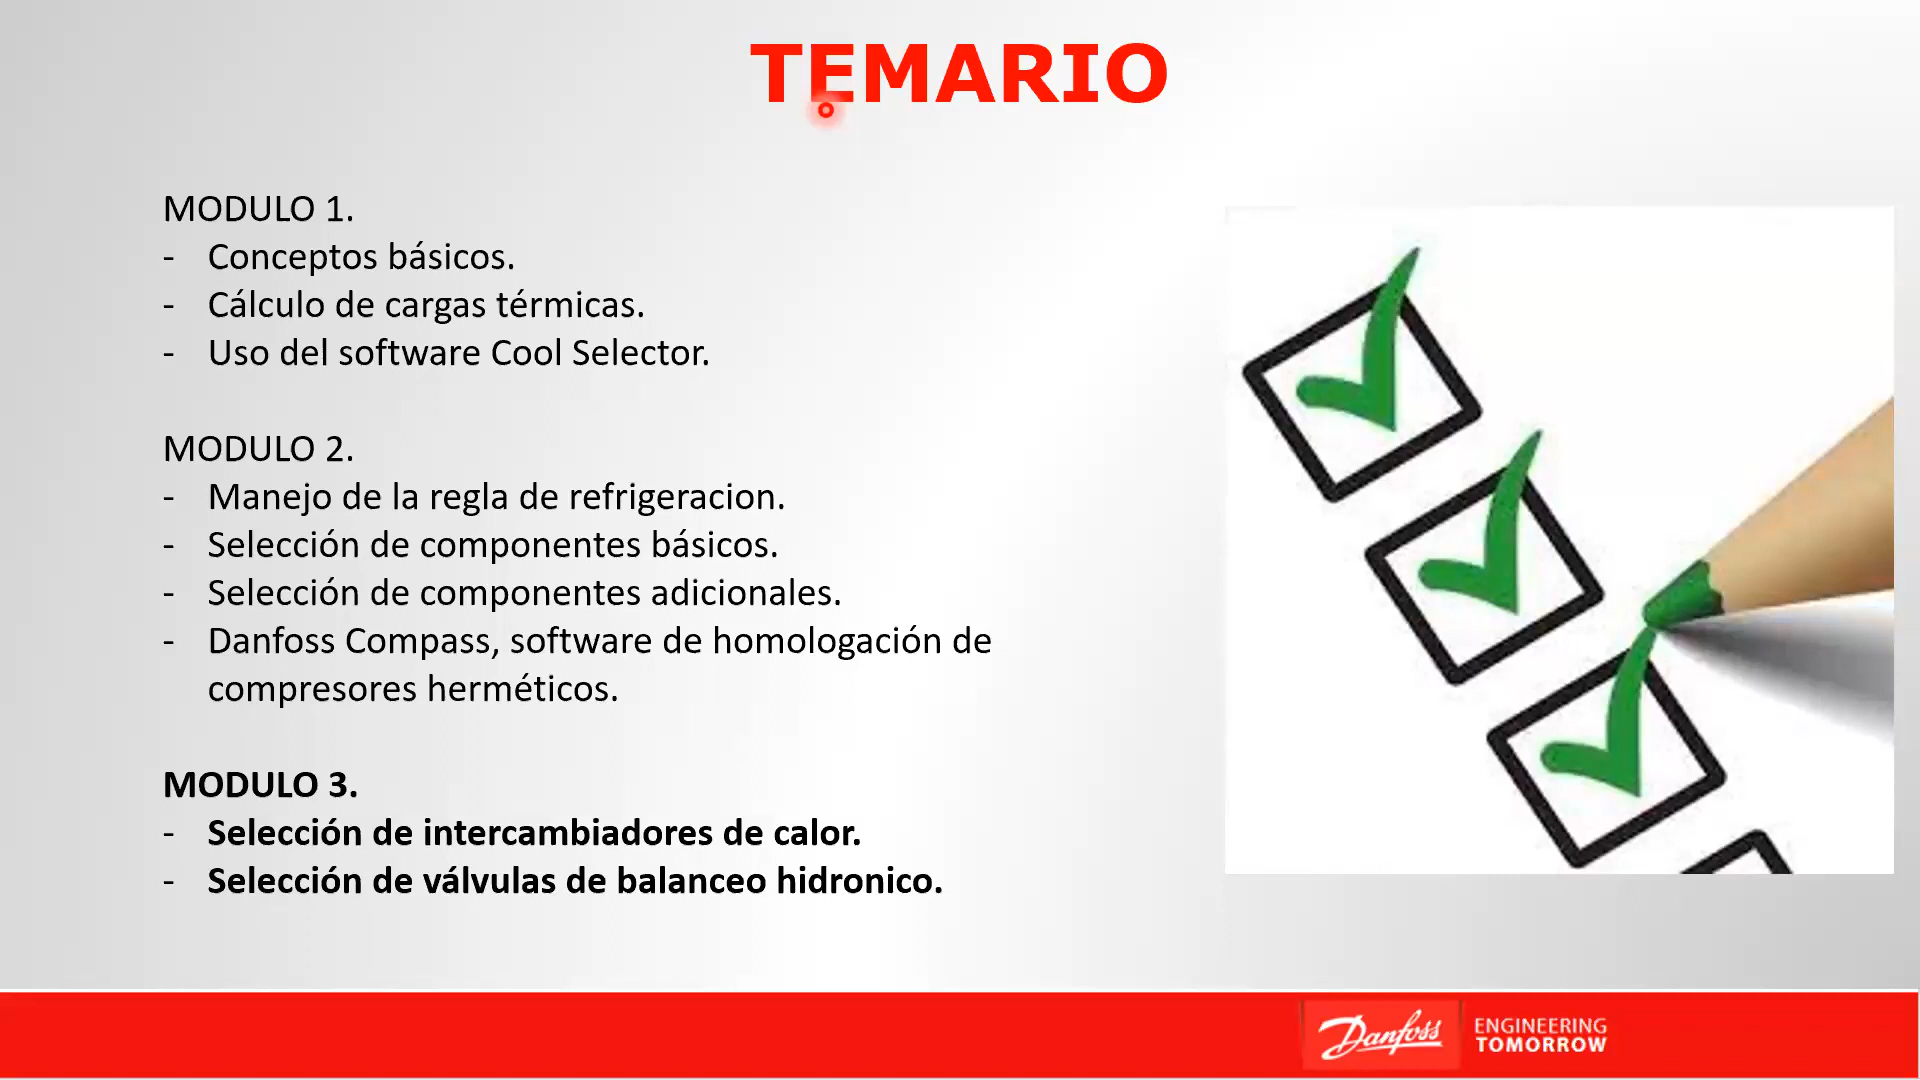 TEMARIO
MODULO 1.
- Conceptos básicos.
- Cálculo de cargas térmicas.
- Uso del software Cool Selector.
MODULO 2.
- Manejo de la regla de refrigeracion.
- Selección de componentes básicos.
- Selección de componentes adicionales.
- Danfoss Compass, software de homologación de
compresores herméticos.
MODULO 3.
- Selección de intercambiadores de calor.
- Selección de válvulas de balanceo hidronico.
Danfoss
ENGINEERING
TOMORROW